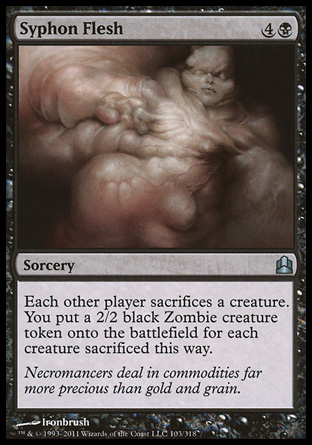 Syphon Flesh 4
Sorcery
Each other player sacrifices a creature.
You put a 2/2 black Zombie creature
token onto the battlefield for each
creature sacrificed this way.
Necromancers deal in commodities far
more precious than gold and grain.
Ironbrush
™ & © 1993–2011 Wizards of the Coast LLC 103/318